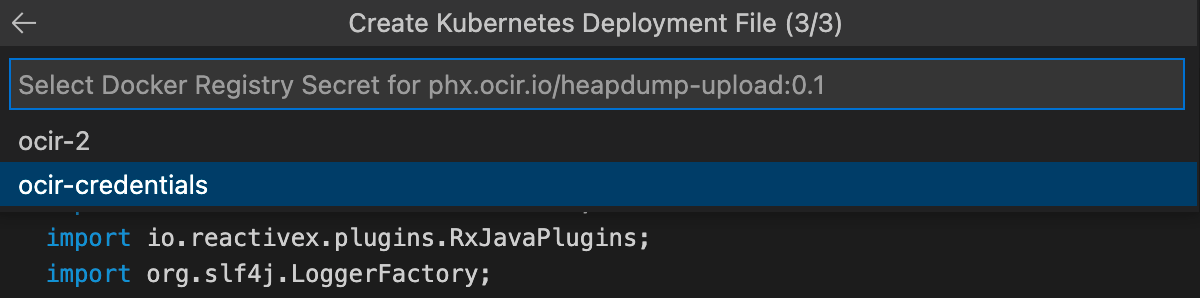 Create Kubernetes Deployment File (3/3)
Select Docker Registry Secret for phx.ocir.io/heapdump-upload:0.1
ocir-2
ocir-credentials
import io.reactivex.plugins.RxJavaPlugins;
import org.slf4j.LoggerFactory;